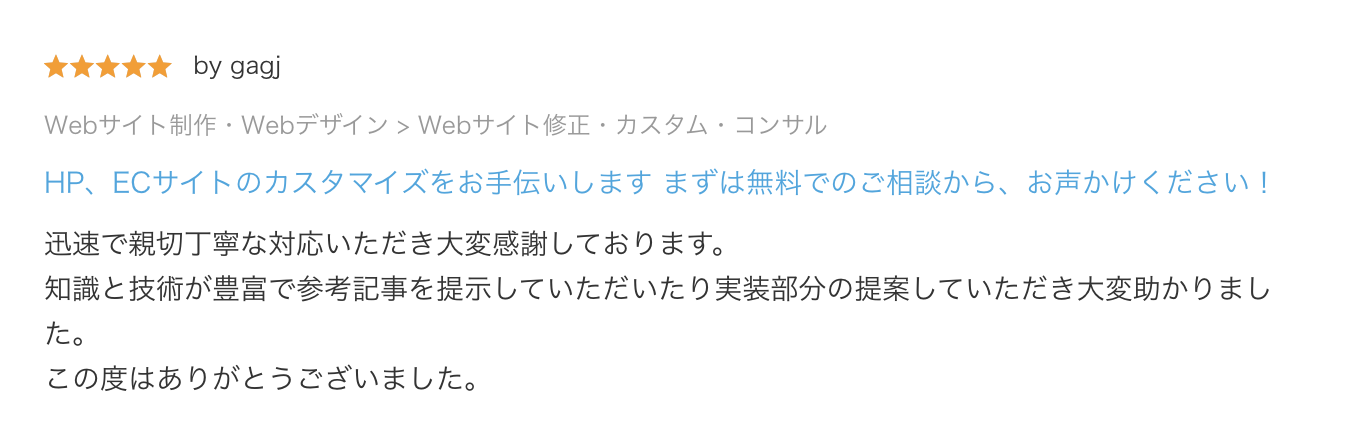 ★★★★★ by gagj
Webサイト制作・Webデザイン > Webサイト修正・カスタム・コンサル
HP、ECサイトのカスタマイズをお手伝いします まずは無料でのご相談から、お声かけください！
迅速で親切丁寧な対応いただき大変感謝しております。
知識と技術が豊富で参考記事を提示していただいたり実装部分の提案していただき大変助かりまし
た。
この度はありがとうございました。